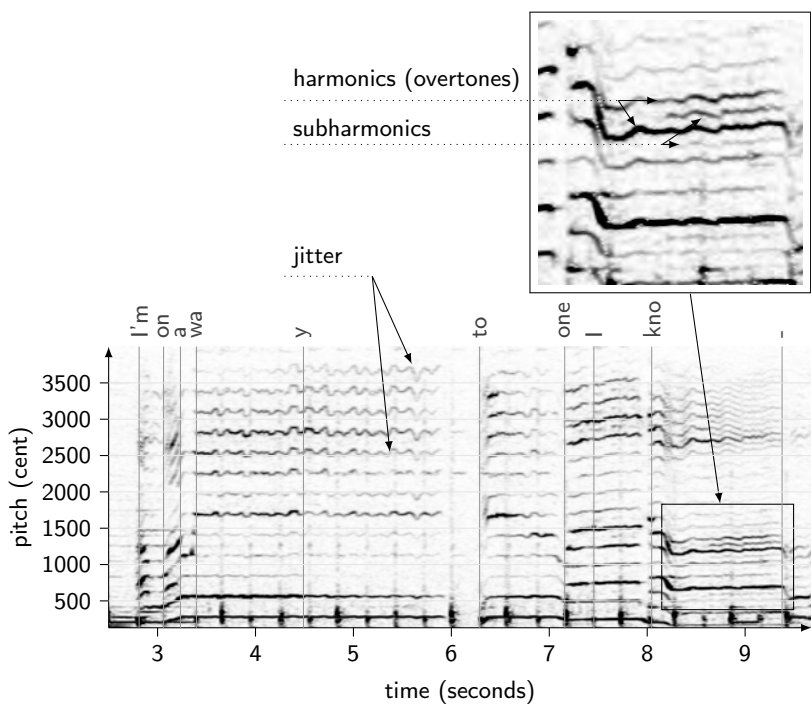 harmonics (overtones)
subharmonics
jitter
I'm
on
a
wa
y
to
one
I
kno
-
pitch (cent)
3500
3000
2500
2000
1500
1000
500
3
4
5
6
7
8
9
time (seconds)